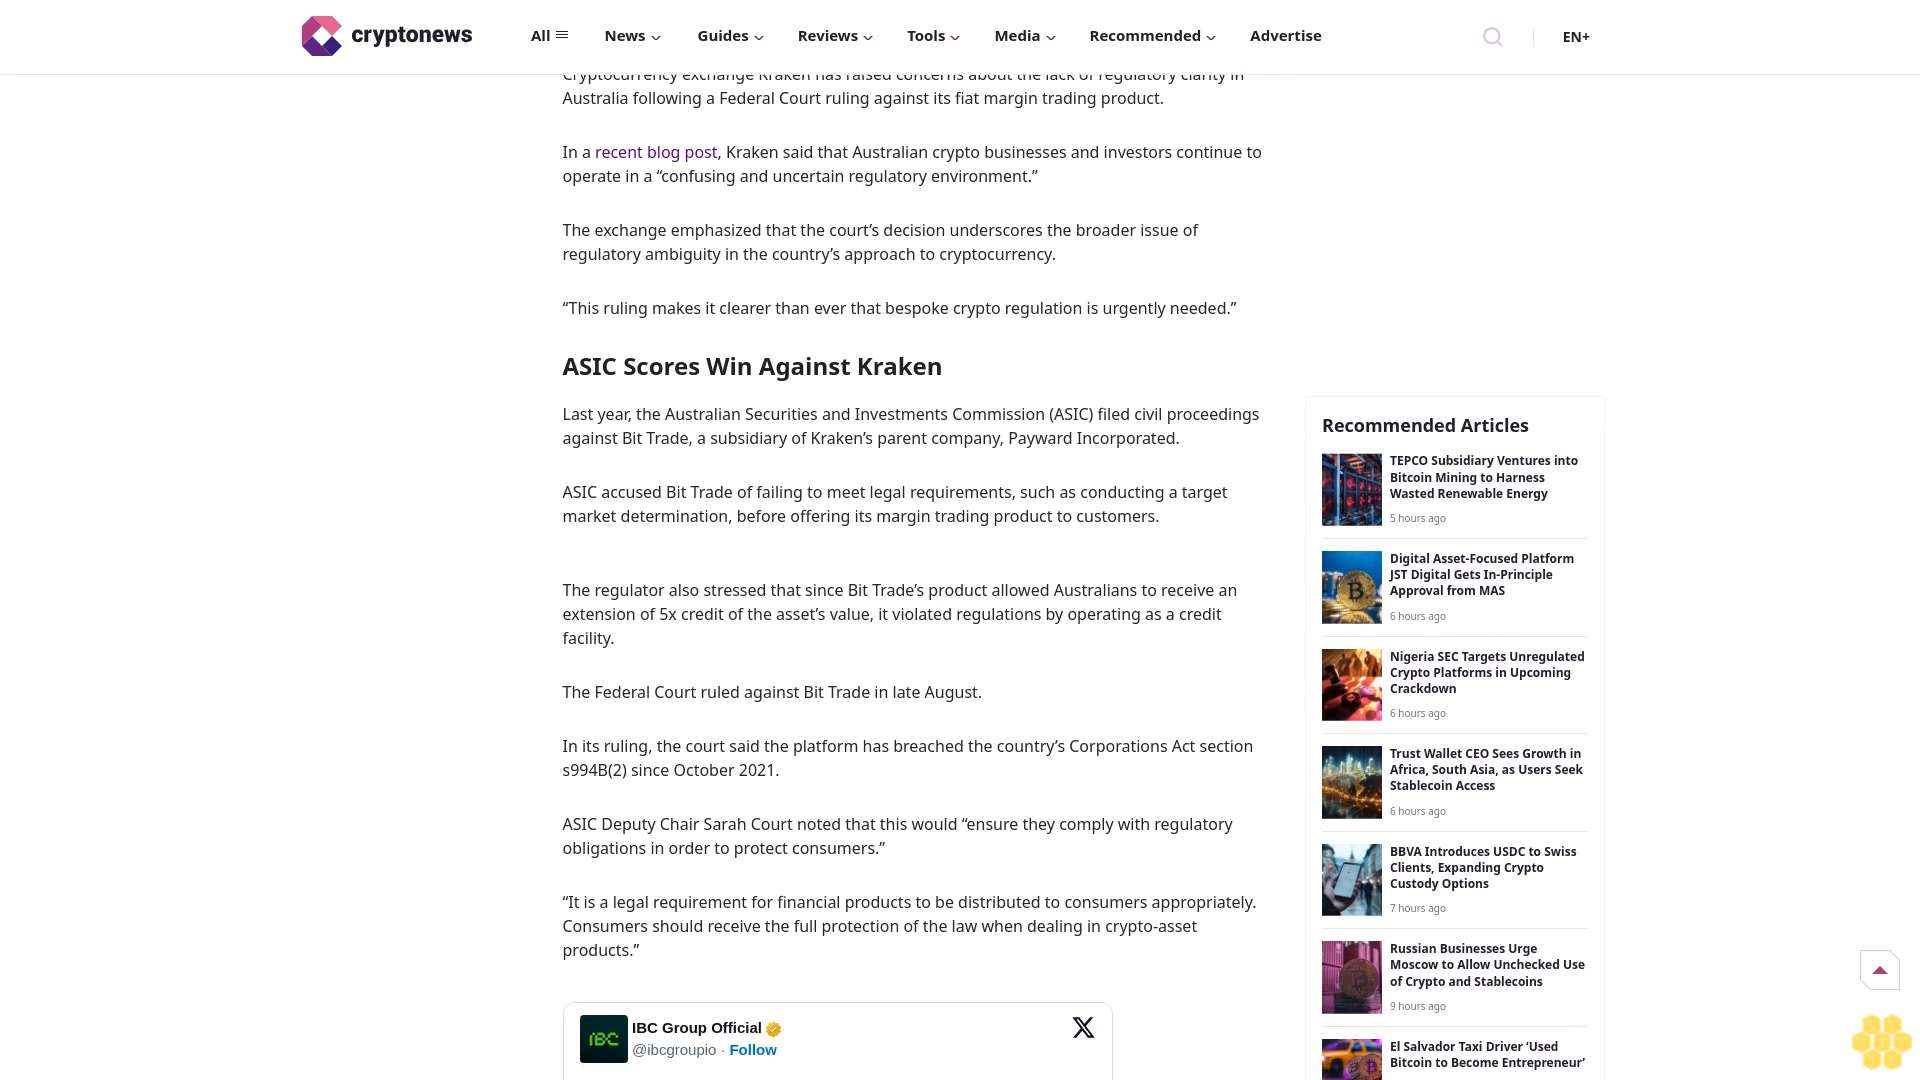 cryptonews
All
News
Guides
Reviews
Tools
Media
Recommended
Advertise
EN+
Cryptocurrency exchange Kraken has raised concerns about the lack of regulatory clarity in
Australia following a Federal Court ruling against its fiat margin trading product.
In a recent blog post, Kraken said that Australian crypto businesses and investors continue to
operate in a “confusing and uncertain regulatory environment.”
The exchange emphasized that the court’s decision underscores the broader issue of
regulatory ambiguity in the country’s approach to cryptocurrency.
“This ruling makes it clearer than ever that bespoke crypto regulation is urgently needed.”
ASIC Scores Win Against Kraken
Last year, the Australian Securities and Investments Commission (ASIC) filed civil proceedings
against Bit Trade, a subsidiary of Kraken’s parent company, Payward Incorporated.
ASIC accused Bit Trade of failing to meet legal requirements, such as conducting a target
market determination, before offering its margin trading product to customers.
The regulator also stressed that since Bit Trade’s product allowed Australians to receive an
extension of 5x credit of the asset’s value, it violated regulations by operating as a credit
facility.
The Federal Court ruled against Bit Trade in late August.
In its ruling, the court said the platform has breached the country’s Corporations Act section
s994B(2) since October 2021.
ASIC Deputy Chair Sarah Court noted that this would “ensure they comply with regulatory
obligations in order to protect consumers.”
“It is a legal requirement for financial products to be distributed to consumers appropriately.
Consumers should receive the full protection of the law when dealing in crypto-asset
products.”
IBC
IBC Group Official
@ibcgroupio · Follow
Recommended Articles
TEPCO Subsidiary Ventures into
Bitcoin Mining to Harness
Wasted Renewable Energy
5 hours ago
Digital Asset-Focused Platform
JST Digital Gets In-Principle
Approval from MAS
6 hours ago
Nigeria SEC Targets Unregulated
Crypto Platforms in Upcoming
Crackdown
6 hours ago
Trust Wallet CEO Sees Growth in
Africa, South Asia, as Users Seek
Stablecoin Access
6 hours ago
BBVA Introduces USDC to Swiss
Clients, Expanding Crypto
Custody Options
7 hours ago
Russian Businesses Urge
Moscow to Allow Unchecked Use
of Crypto and Stablecoins
9 hours ago
El Salvador Taxi Driver ‘Used
Bitcoin to Become Entrepreneur’